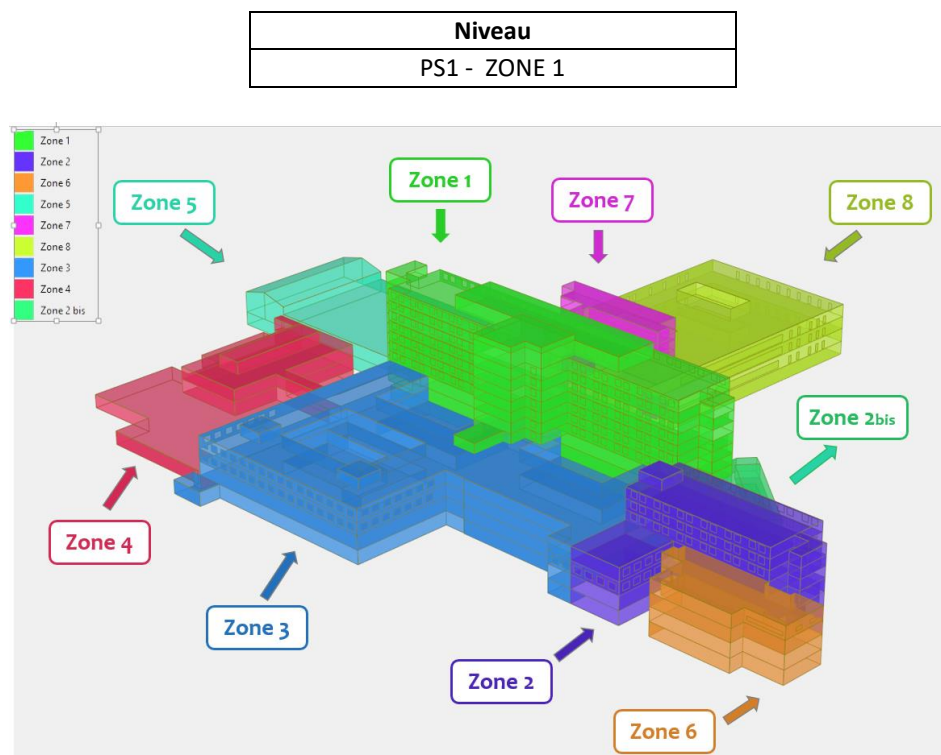 Niveau
PS1 - ZONE 1
Zone 1
Zone 2
Zone 6
Zone 5
Zone 7
Zone 8
Zone 3
Zone 4
Zone 2 bis
Zone 1
Zone 7
Zone 5
Zone 8
Zone 2bis
Zone 4
Zone 3
Zone 2
Zone 6